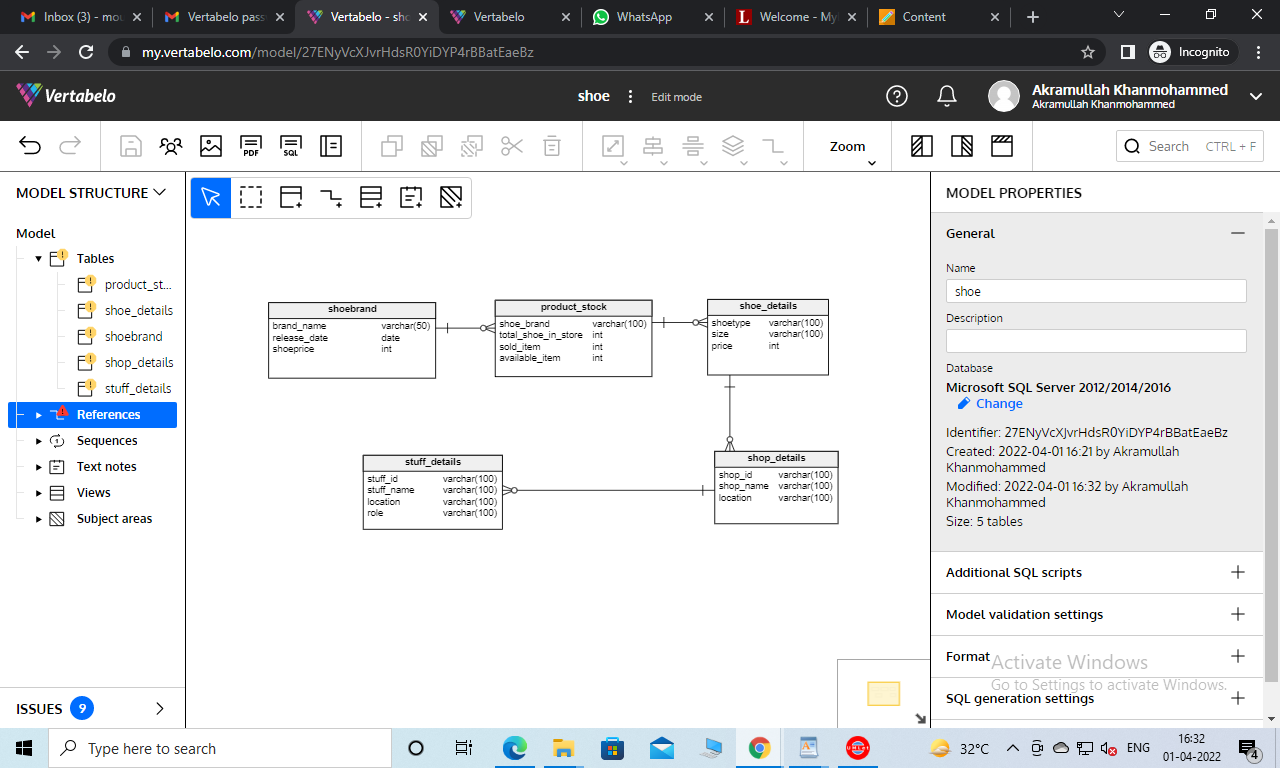 Inbox (3) - mou
Vertabelo pass
Vertabelo - sho
Vertabelo
WhatsApp
Welcome - My
Content
my.vertabelo.com/model/27ENyVcXJvrHdsR0YiDYP4rBBatEaeBz
Incognito
Vertabelo
shoe
Edit mode
Akramullah Khanmohammed
Akramullah Khanmohammed
PDF
SQL
Zoom
Search CTRL + F
MODEL STRUCTURE
Model
Tables
product_st...
shoe_details
shoebrand
shop_details
stuff_details
References
Sequences
Text notes
Views
Subject areas
ISSUES 9
shoebrand
brand_name varchar(50)
release_date date
shoeprice int
product_stock
shoe_brand varchar(100)
total_shoe_in_store int
sold_item int
available_item int
shoe_details
shoetype varchar(100)
size varchar(100)
price int
stuff_details
stuff_id varchar(100)
stuff_name varchar(100)
location varchar(100)
role varchar(100)
shop_details
shop_id varchar(100)
shop_name varchar(100)
location varchar(100)
MODEL PROPERTIES
General
Name
shoe
Description
Database
Microsoft SQL Server 2012/2014/2016
Change
Identifier: 27ENyVcXJvrHdsR0YiDYP4rBBatEaeBz
Created: 2022-04-01 16:21 by Akramullah
Khanmohammed
Modified: 2022-04-01 16:32 by Akramullah
Khanmohammed
Size: 5 tables
Additional SQL scripts
Model validation settings
Format
Activate Windows
Go to Settings to activate Windows.
SQL generation settings
Type here to search
32°C
ENG
16:32
01-04-2022
4